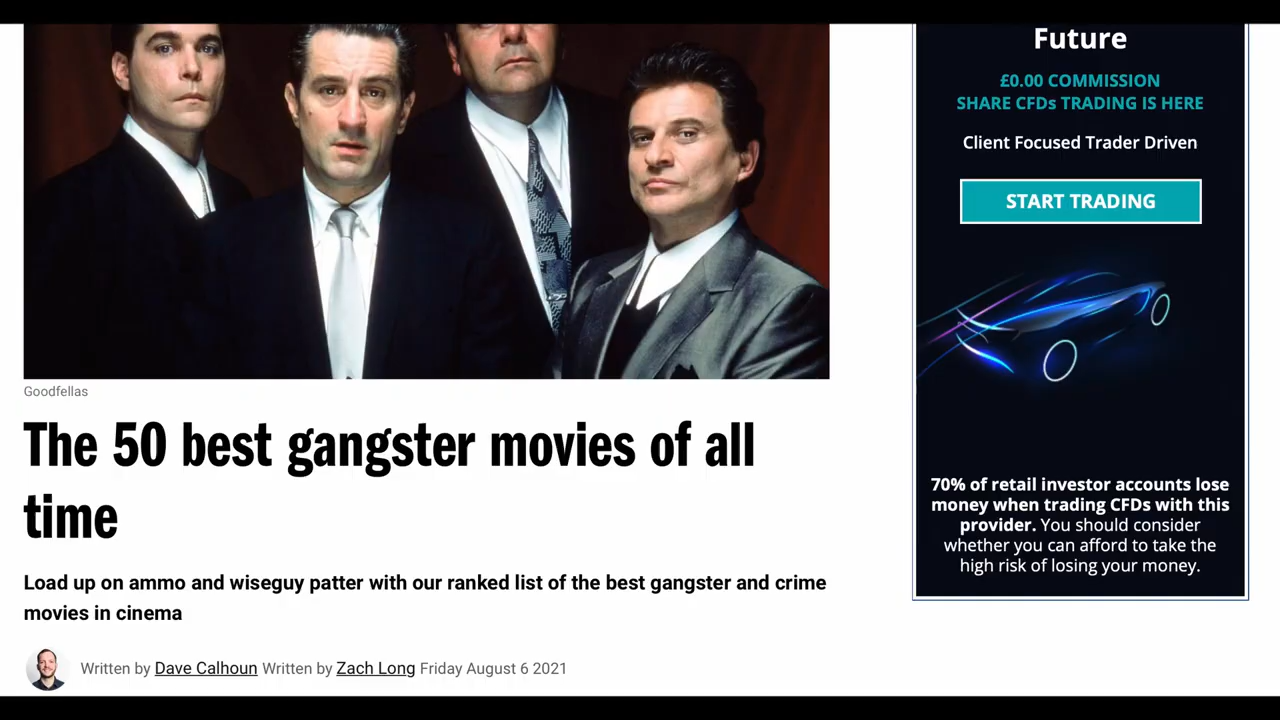 Goodfellas
The 50 best gangster movies of all
time
Load up on ammo and wiseguy patter with our ranked list of the best gangster and crime
movies in cinema
Written by Dave Calhoun Written by Zach Long Friday August 6 2021
Future
£0.00 COMMISSION
SHARE CFDs TRADING IS HERE
Client Focused Trader Driven
START TRADING
70% of retail investor accounts lose
money when trading CFDs with this
provider. You should consider
whether you can afford to take the
high risk of losing your money.